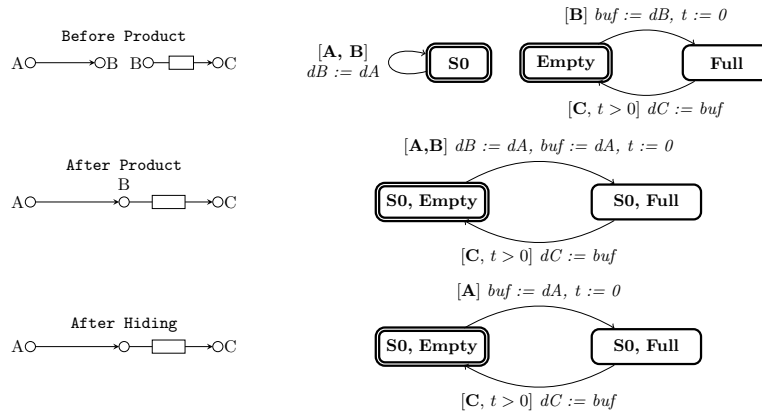 Before Product
A B B C
[A, B]
dB := dA
S0
[B] buf := dB, t := 0
Empty
Full
[C, t > 0] dC := buf
After Product
A B C
[A,B] dB := dA, buf := dA, t := 0
S0, Empty
S0, Full
[C, t > 0] dC := buf
After Hiding
A C
[A] buf := dA, t := 0
S0, Empty
S0, Full
[C, t > 0] dC := buf